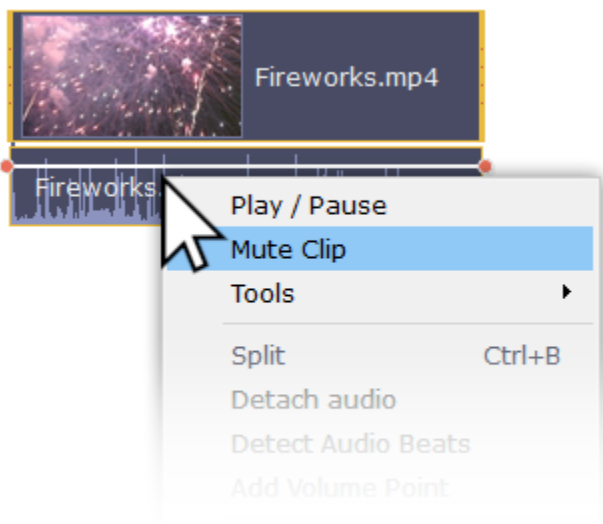 Fireworks.mp4
Fireworks.
Play / Pause
Mute Clip
Tools
Split Ctrl+B
Detach audio
Detect Audio Beats
Add Volume Point